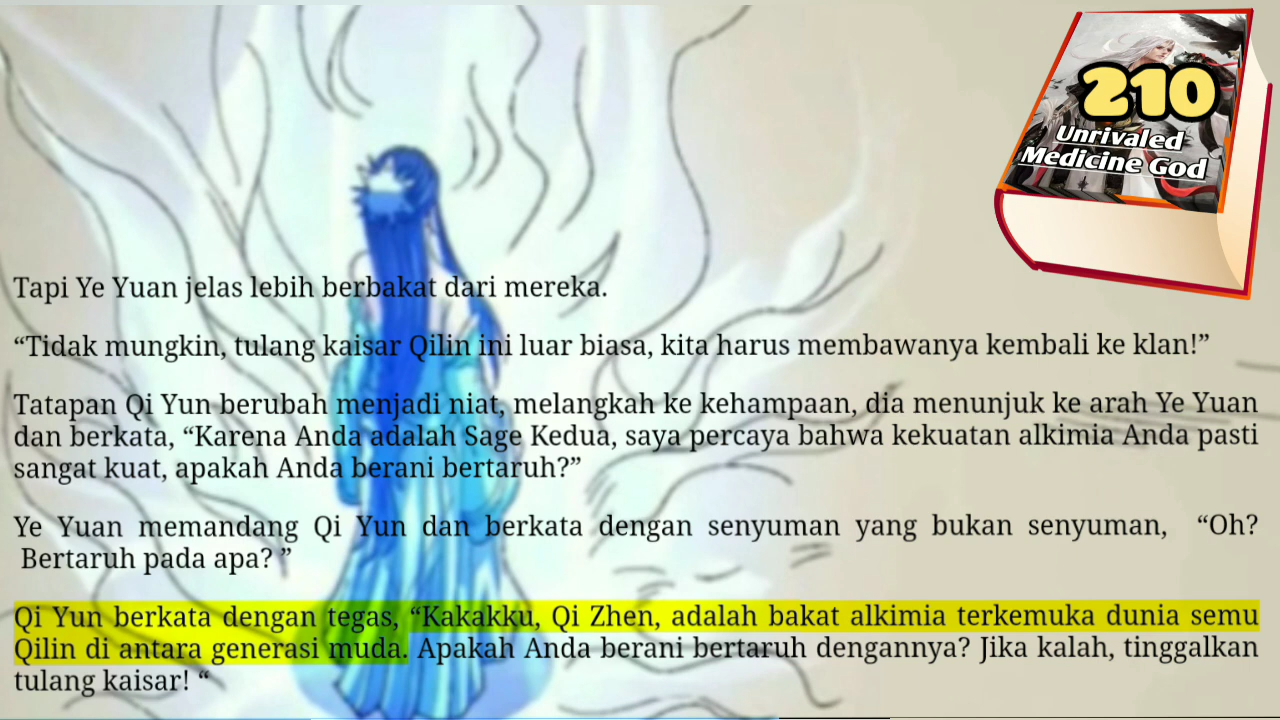 210
Unrivaled
Medicine God
Tapi Ye Yuan jelas lebih berbakat dari mereka.
“Tidak mungkin, tulang kaisar Qilin ini luar biasa, kita harus membawanya kembali ke klan!”
Tatapan Qi Yun berubah menjadi niat, melangkah ke kehampaan, dia menunjuk ke arah Ye Yuan
dan berkata, “Karena Anda adalah Sage Kedua, saya percaya bahwa kekuatan alkimia Anda pasti
sangat kuat, apakah Anda berani bertaruh?”
Ye Yuan memandang Qi Yun dan berkata dengan senyuman yang bukan senyuman, “Oh?
Bertaruh pada apa? ”
Qi Yun berkata dengan tegas, “Kakakku, Qi Zhen, adalah bakat alkimia terkemuka dunia semu
Qilin di antara generasi muda. Apakah Anda berani bertaruh dengannya? Jika kalah, tinggalkan
tulang kaisar! “